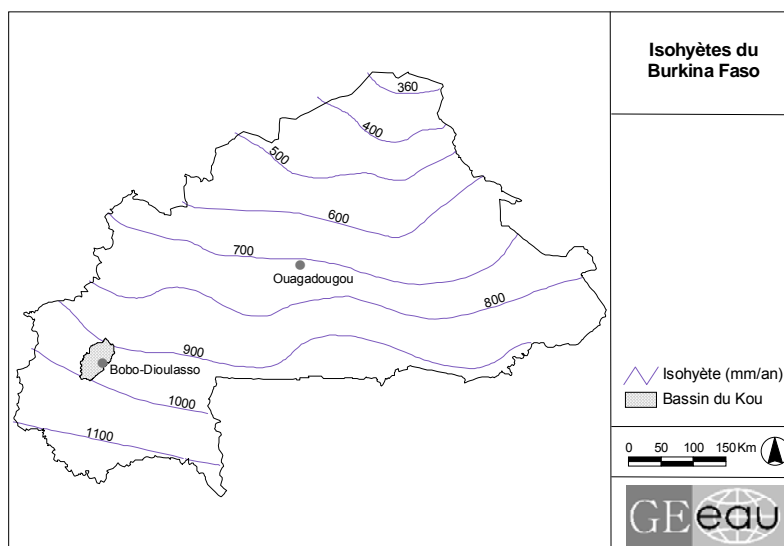 Isohyètes du
Burkina Faso
360
400
500
600
700
Ouagadougou
800
900
Bobo-Dioulasso
1000
1100
Isohyète (mm/an)
Bassin du Kou
0 50 100 150 Km
GEeau